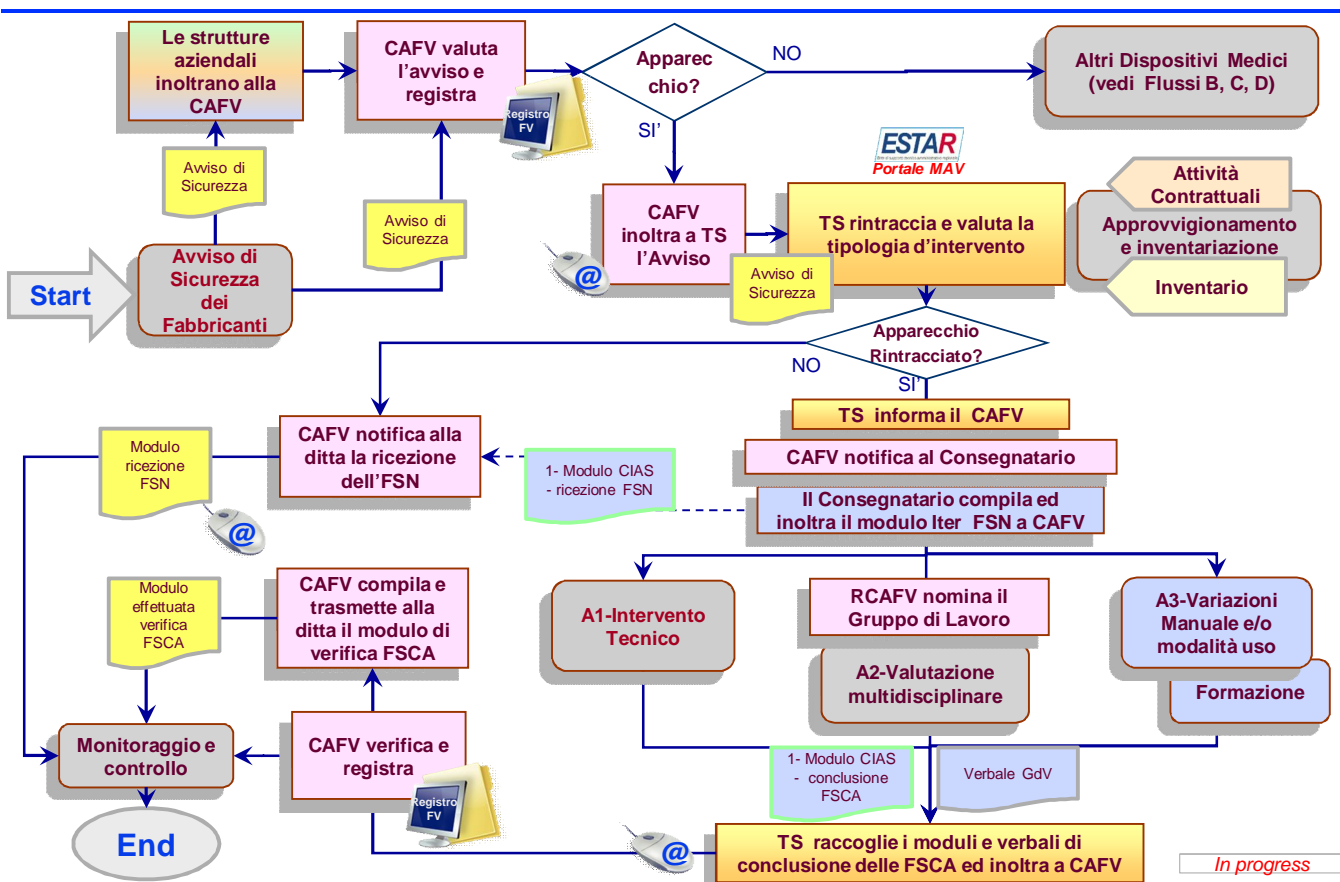 Le strutture
aziendali
inoltrano alla
CAFV
CAFV valuta
l'avviso e
registra
Registro
FV
Apparec
chio?
NO
SI'
Altri Dispositivi Medici
(vedi Flussi B, C, D)
Avviso di
Sicurezza
Avviso di
Sicurezza
ESTAR
Portale MAV
Attività
Contrattuali
Approvvigionamento
e inventariazione
Inventario
CAFV
inoltra a TS
l'Avviso
@
TS rintraccia e valuta la
tipologia d'intervento
Avviso di
Sicurezza
Start
Avviso di
Sicurezza
dei
Fabbricanti
Apparecchio
Rintracciato?
NO
SI'
TS informa il CAFV
CAFV notifica al Consegnatario
Il Consegnatario compila ed
inoltra il modulo Iter FSN a CAFV
1- Modulo CIAS
- ricezione FSN
CAFV notifica alla
ditta la ricezione
dell'FSN
Modulo
ricezione
FSN
@
Modulo
effettuata
verifica
FSCA
CAFV compila e
trasmette alla
ditta il modulo di
verifica FSCA
A1-Intervento
Tecnico
RCAFV nomina il
Gruppo di Lavoro
A2-Valutazione
multidisciplinare
A3-Variazioni
Manuale e/o
modalità uso
Formazione
Monitoraggio e
controllo
CAFV verifica e
registra
Registro
FV
1- Modulo CIAS
- conclusione
FSCA
Verbale GdV
End
@
TS raccoglie i moduli e verbali di
conclusione delle FSCA ed inoltra a CAFV
In progress